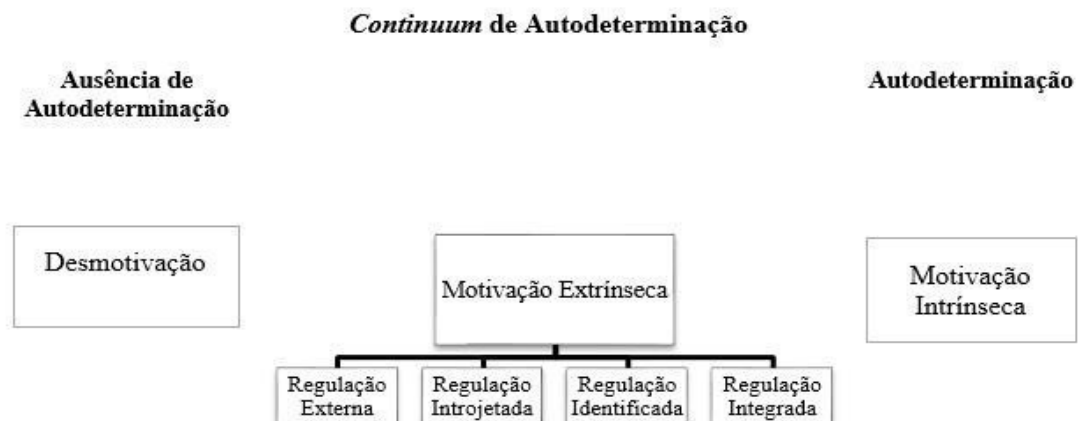 Continuum de Autodeterminação
Ausência de
Autodeterminação
Autodeterminação
Desmotivação
Motivação Extrínseca
Motivação
Intrínseca
Regulação
Externa
Regulação
Introjetada
Regulação
Identificada
Regulação
Integrada